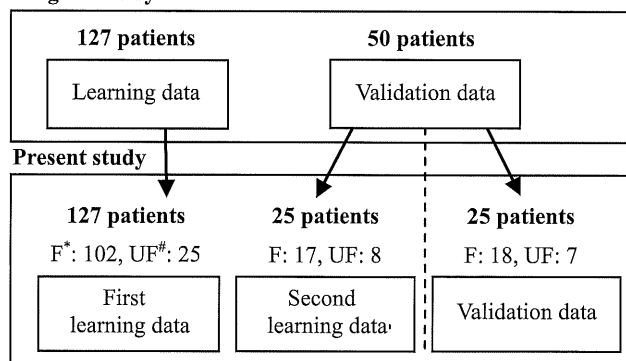 127 patients
50 patients
Learning data
Validation data
Present study
127 patients
25 patients
25 patients
F*: 102, UF#: 25
F: 17, UF: 8
F: 18, UF: 7
First
learning data
Second
learning data
Validation data